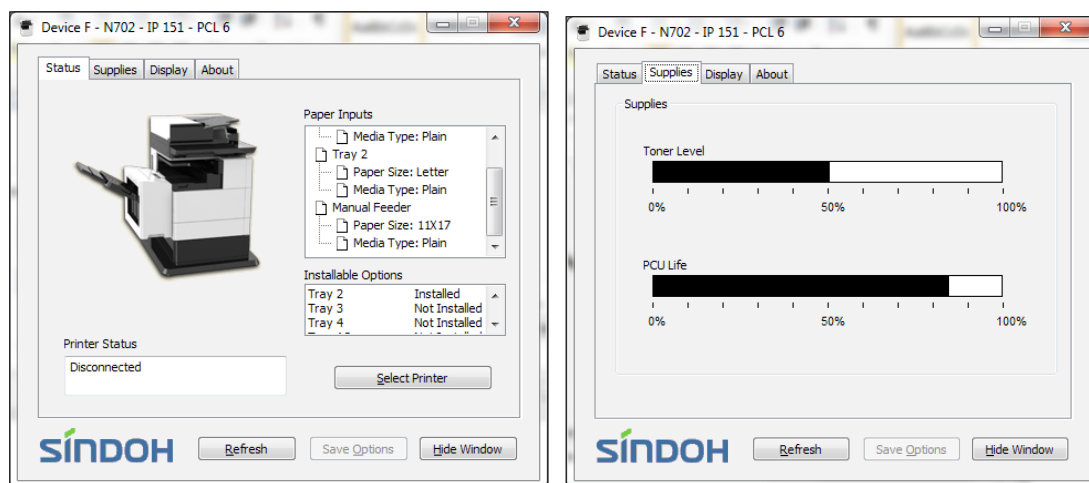 Device F - N702 - IP 151 - PCL 6
Status Supplies Display About
Paper Inputs
Media Type: Plain
Tray 2
Paper Size: Letter
Media Type: Plain
Manual Feeder
Paper Size: 11X17
Media Type: Plain
Installable Options
Tray 2 Installed
Tray 3 Not Installed
Tray 4 Not Installed
Printer Status
Disconnected
Select Printer
SINDOH
Refresh Save Options Hide Window
Device F - N702 - IP 151 - PCL 6
Status Supplies Display About
Supplies
Toner Level
0% 50% 100%
PCU Life
0% 50% 100%
SINDOH
Refresh Save Options Hide Window